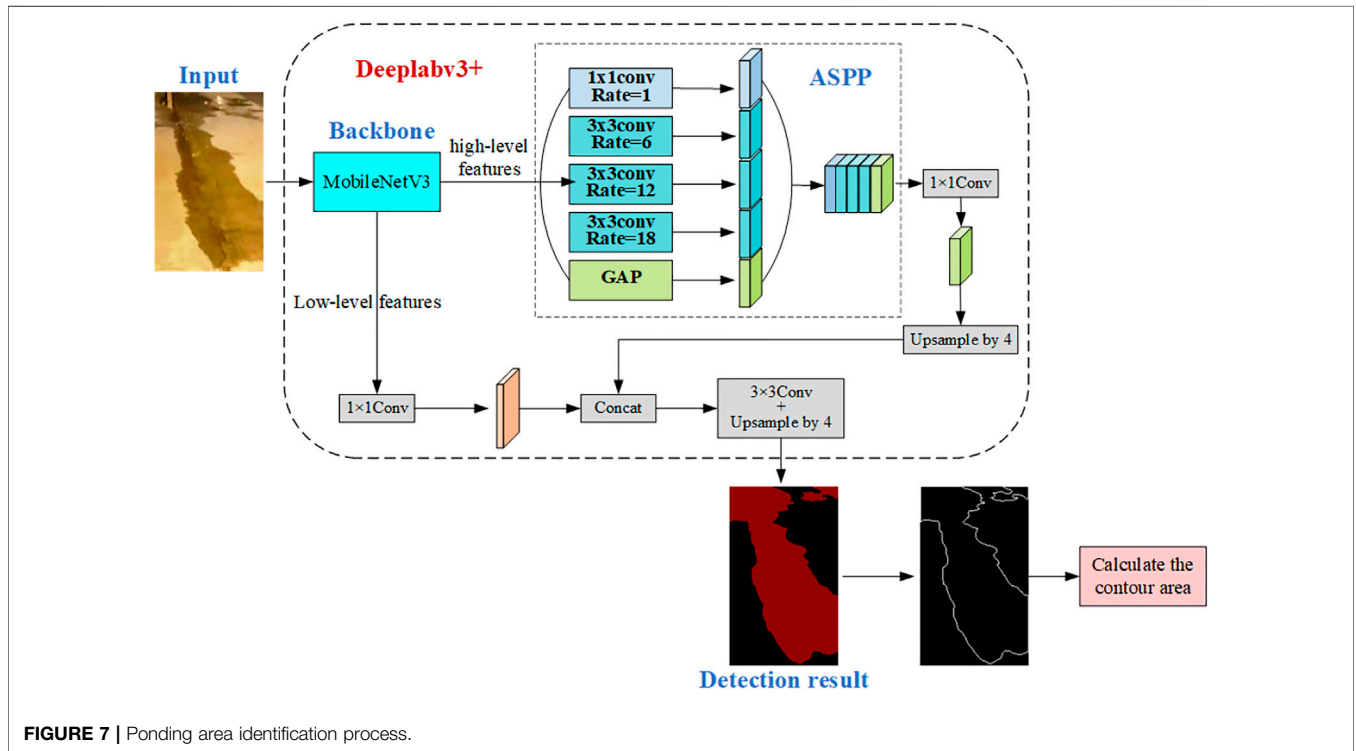 Input
Deeplabv3+
ASPP
Backbone
MobileNetV3
high-level
features
1x1conv
Rate=1
3x3conv
Rate=6
3x3conv
Rate=12
3x3conv
Rate=18
GAP
1×1Conv
Upsample by 4
Low-level features
1×1Conv
Concat
3×3Conv
+
Upsample by 4
Detection result
Calculate the
contour area
FIGURE 7 | Ponding area identification process.